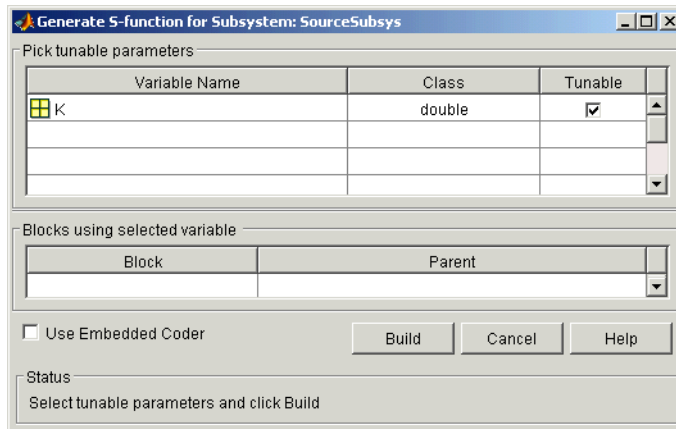 Generate S-function for Subsystem: SourceSubsys
Pick tunable parameters
Variable Name Class Tunable
K double
Blocks using selected variable
Block Parent
Use Embedded Coder Build Cancel Help
Status
Select tunable parameters and click Build